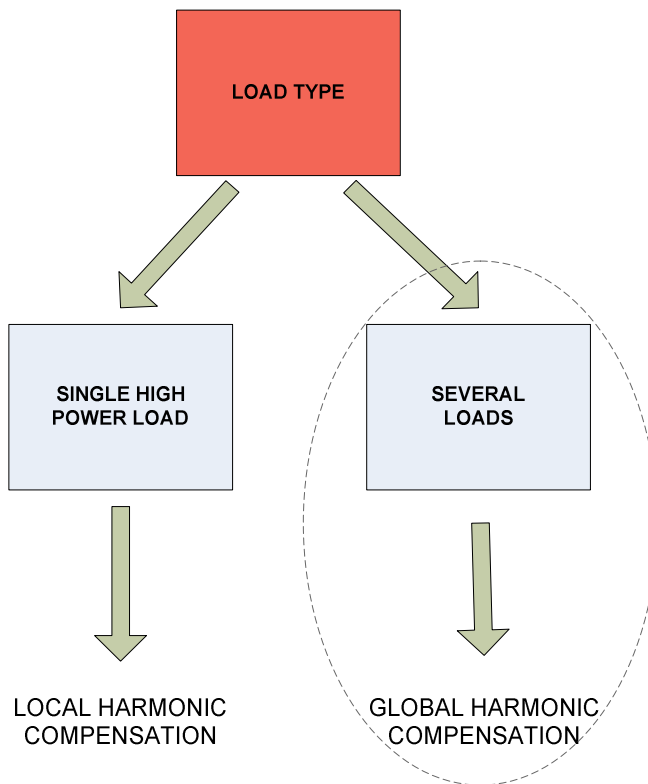 LOAD TYPE
SINGLE HIGH
POWER LOAD
SEVERAL
LOADS
LOCAL HARMONIC
COMPENSATION
GLOBAL HARMONIC
COMPENSATION